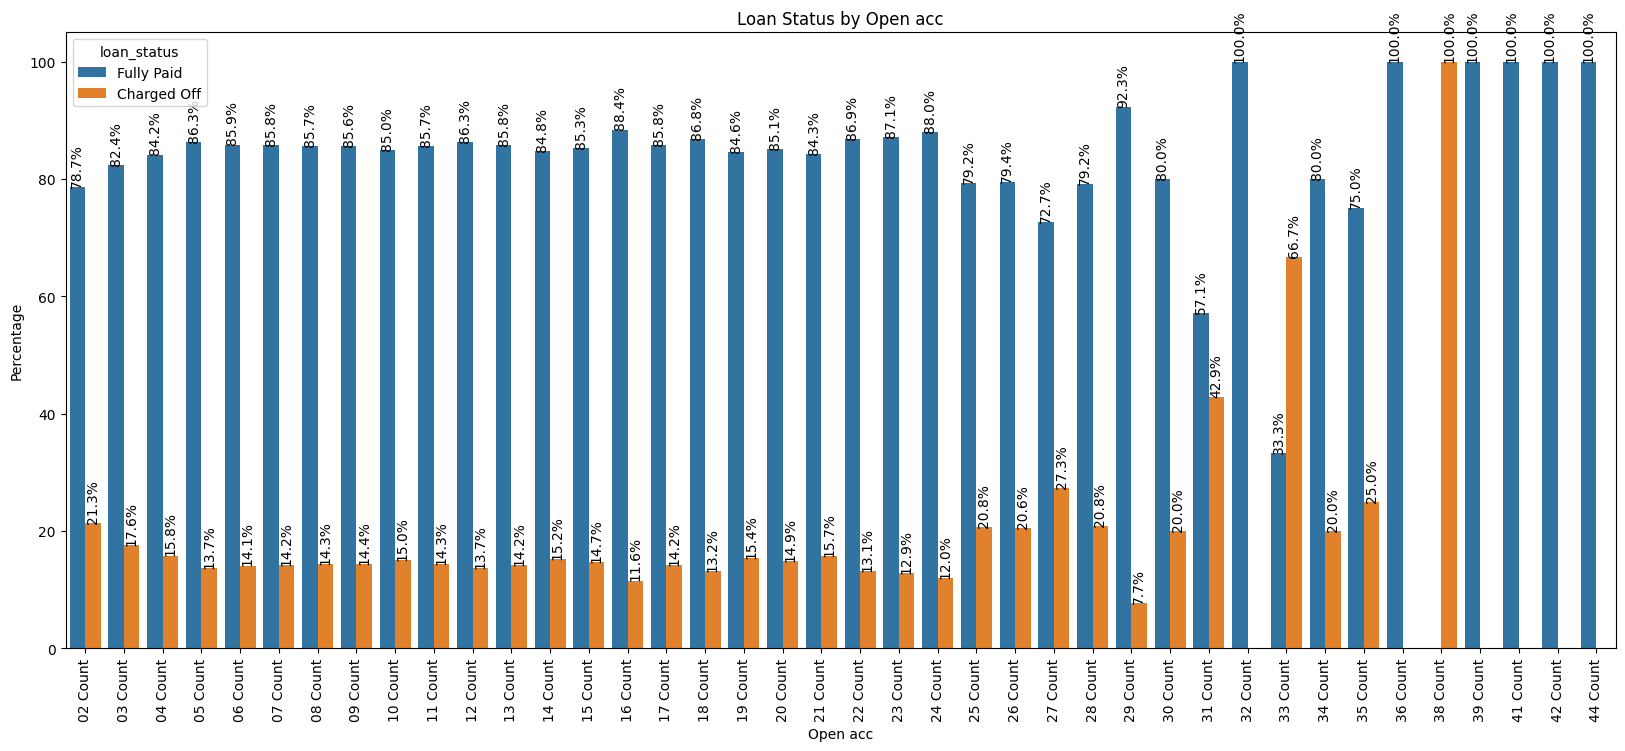 Loan Status by Open acc
loan_status
Fully Paid
Charged Off
Percentage
100
80
60
40
20
0
78.7%
21.3%
82.4%
17.6%
84.2%
15.8%
86.3%
13.7%
85.9%
14.1%
85.8%
14.2%
85.7%
14.3%
85.6%
14.4%
85.0%
15.0%
85.7%
14.3%
86.3%
13.7%
85.8%
14.2%
84.8%
15.2%
85.3%
14.7%
88.4%
11.6%
85.8%
14.2%
86.8%
13.2%
84.6%
15.4%
85.1%
14.9%
84.3%
15.7%
86.9%
13.1%
87.1%
12.9%
88.0%
12.0%
79.2%
20.8%
79.4%
20.6%
72.7%
27.3%
79.2%
20.8%
92.3%
7.7%
80.0%
20.0%
57.1%
42.9%
100.0%
33.3%
66.7%
80.0%
20.0%
75.0%
25.0%
100.0%
100.0%
100.0%
100.0%
100.0%
100.0%
02 Count
03 Count
04 Count
05 Count
06 Count
07 Count
08 Count
09 Count
10 Count
11 Count
12 Count
13 Count
14 Count
15 Count
16 Count
17 Count
18 Count
19 Count
20 Count
21 Count
22 Count
23 Count
24 Count
25 Count
26 Count
27 Count
28 Count
29 Count
30 Count
31 Count
32 Count
33 Count
34 Count
35 Count
36 Count
38 Count
39 Count
41 Count
42 Count
44 Count
Open acc